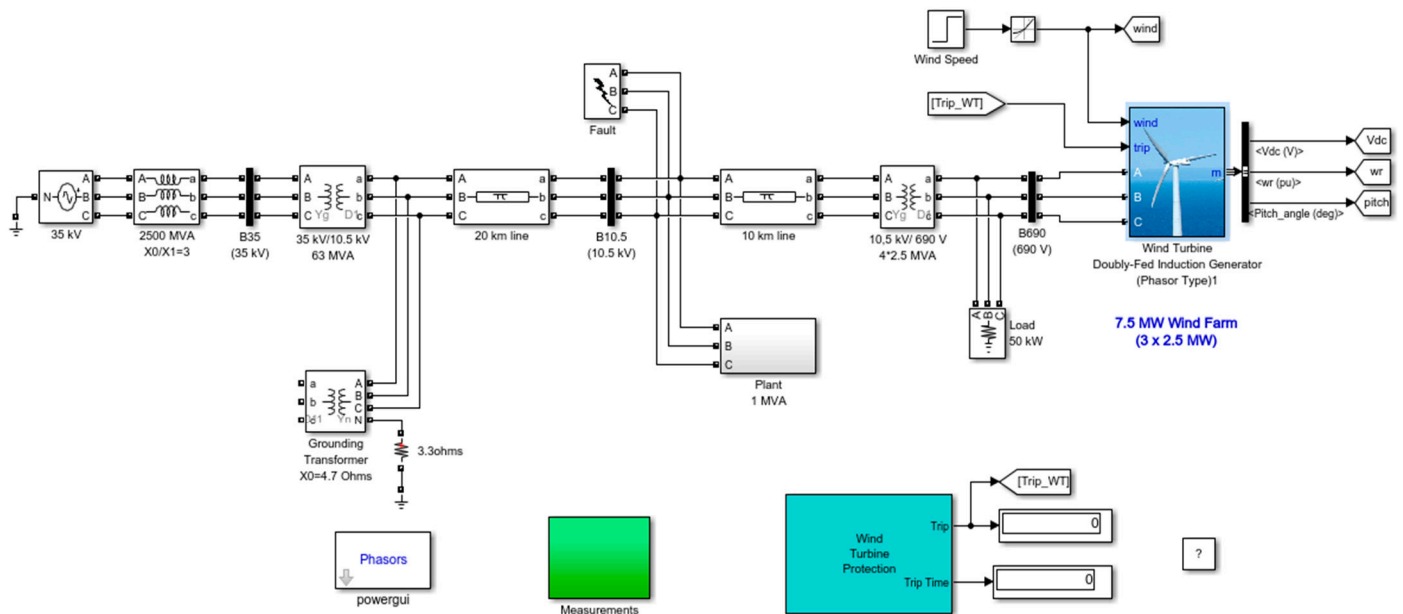 Wind Speed
wind
[Trip_WT]
wind
trip
A
B
C
m
<Vdc (V)>
<wr (pu)>
<Pitch_angle (deg)>
Vdc
wr
pitch
Wind Turbine
Doubly-Fed Induction Generator
(Phasor Type)1
7.5 MW Wind Farm
(3 x 2.5 MW)
A
B
C
Fault
N
A
B
C
35 kV
A a
B b
C c
2500 MVA
X0/X1=3
A
B
C
B35
(35 kV)
A a
B b
C c
Yg
35 kV/10.5 kV
63 MVA
A a
B b
C c
20 km line
A
B
C
B10.5
(10.5 kV)
A a
B b
C c
10 km line
A a
B b
C c
Yg
10,5 kV/ 690 V
4*2.5 MVA
A
B
C
B690
(690 V)
A B C
Load
50 kW
A
B
C
Plant
1 MVA
a A
b B
C
Yn N
Grounding
Transformer
X0=4.7 Ohms
3.3ohms
Phasors
powergui
Measurements
Wind
Turbine
Protection
Trip
Trip Time
[Trip_WT]
0
0
?